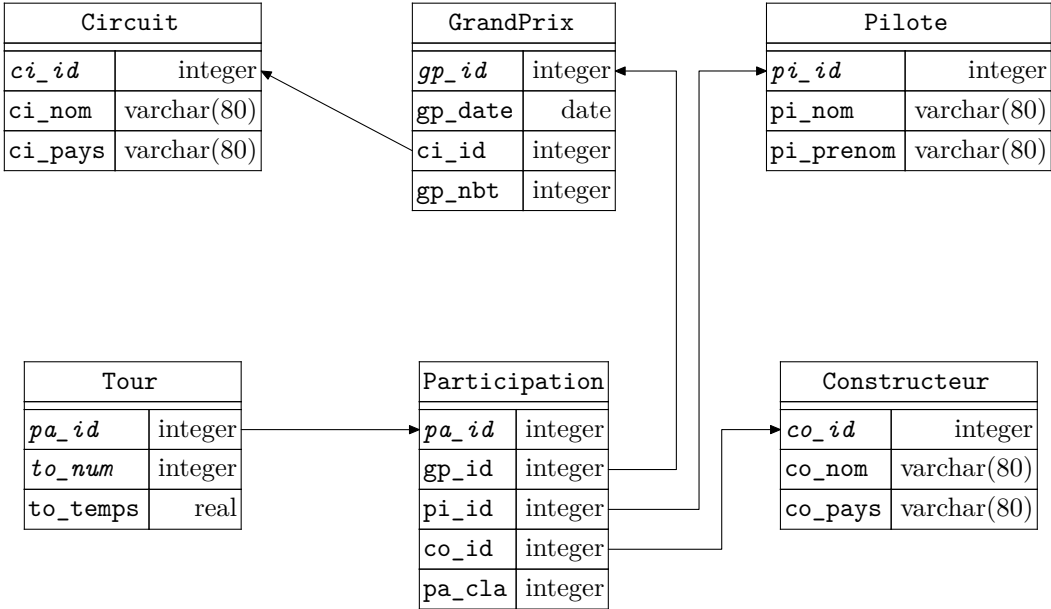 Circuit
ci_id integer
ci_nom varchar(80)
ci_pays varchar(80)
GrandPrix
gp_id integer
gp_date date
ci_id integer
gp_nbt integer
Pilote
pi_id integer
pi_nom varchar(80)
pi_prenom varchar(80)
Tour
pa_id integer
to_num integer
to_temps real
Participation
pa_id integer
gp_id integer
pi_id integer
co_id integer
pa_cla integer
Constructeur
co_id integer
co_nom varchar(80)
co_pays varchar(80)